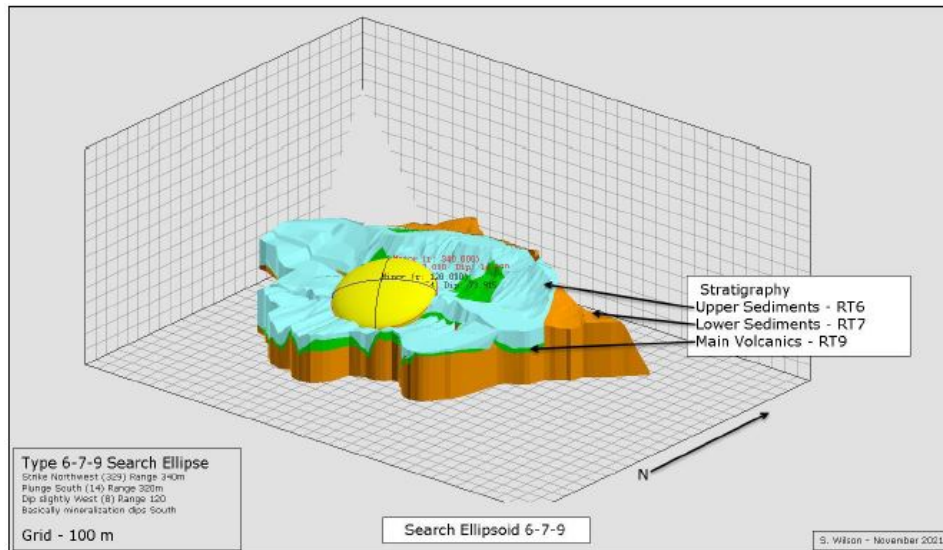 Stratigraphy
Upper Sediments - RT6
Lower Sediments - RT7
Main Volcanics - RT9
N
Type 6-7-9 Search Ellipse
Strike Northwest (329) Range 340m
Plunge South (14) Range 320m
Dip slightly West (8) Range 120
Basically mineralization dips South
Grid - 100 m
Search Ellipsoid 6-7-9
S. Wilson - November 2021